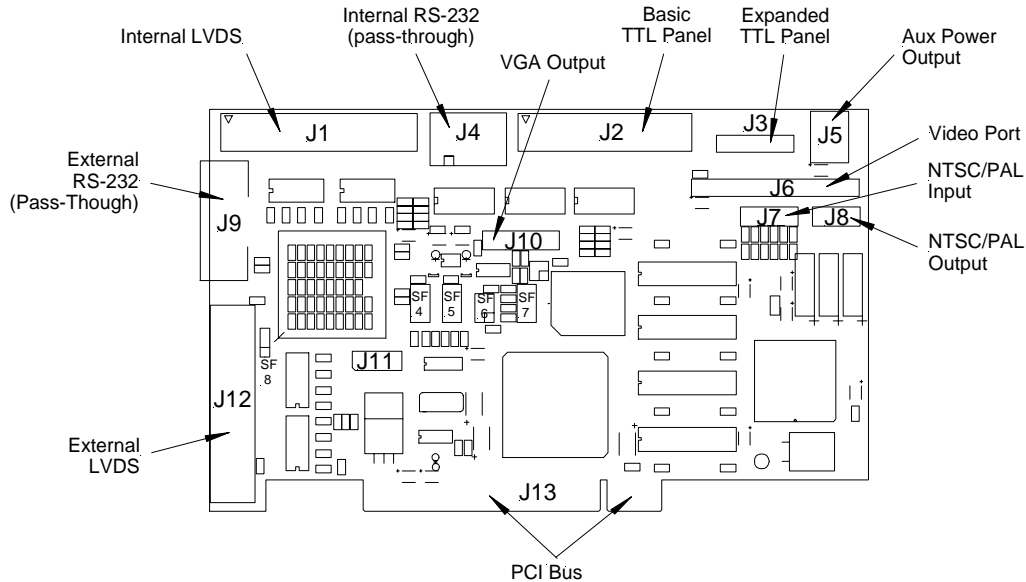 Internal LVDS
Internal RS-232
(pass-through)
VGA Output
Basic
TTL Panel
Expanded
TTL Panel
Aux Power
Output
J1
J4
J2
J3
J5
Video Port
External
RS-232
(Pass-Though)
J6
NTSC/PAL
Input
J9
J7
J8
J10
NTSC/PAL
Output
SF
4
SF
5
SF
6
SF
7
SF
8
J11
J12
External
LVDS
J13
PCI Bus